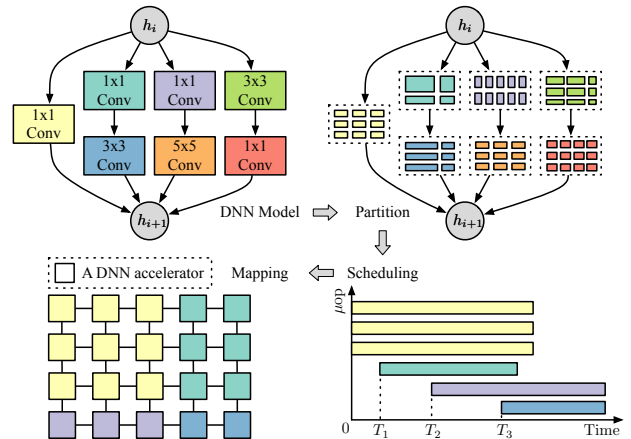 h_i
1x1
Conv
1x1
Conv
1x1
Conv
3x3
Conv
3x3
Conv
5x5
Conv
1x1
Conv
h_{i+1}
h_i
h_{i+1}
DNN Model
Partition
A DNN accelerator
Mapping
Scheduling
μop
0
T_1
T_2
T_3
Time